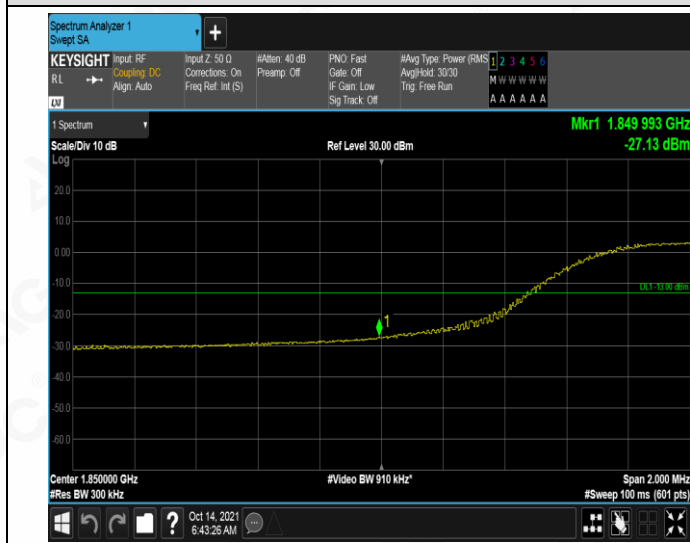 Spectrum Analyzer 1
Swept SA
+
KEYSIGHT Input: RF Input Z: 50 Ω #Atten: 40 dB PNO: Fast #Avg Type: Power (RMS 1 2 3 4 5 6
RL Coupling: DC Corrections: On Preamp: Off Gate: Off Avg|Hold: 30/30 M W W W W W
Align: Auto Freq Ref: Int (S) IF Gain: Low Trig: Free Run
LXI Sig Track: Off A A A A A A
1 Spectrum Mkr1 1.849 993 GHz
Scale/Div 10 dB Ref Level 30.00 dBm -27.13 dBm
Log
20.0
10.0
0.00
-10.0
DL1 -13.00 dBm
-20.0
1
-30.0
-40.0
-50.0
-60.0
Center 1.850000 GHz #Video BW 910 kHz* Span 2.000 MHz
#Res BW 300 kHz #Sweep 100 ms (601 pts)
? Oct 14, 2021
6:43:26 AM